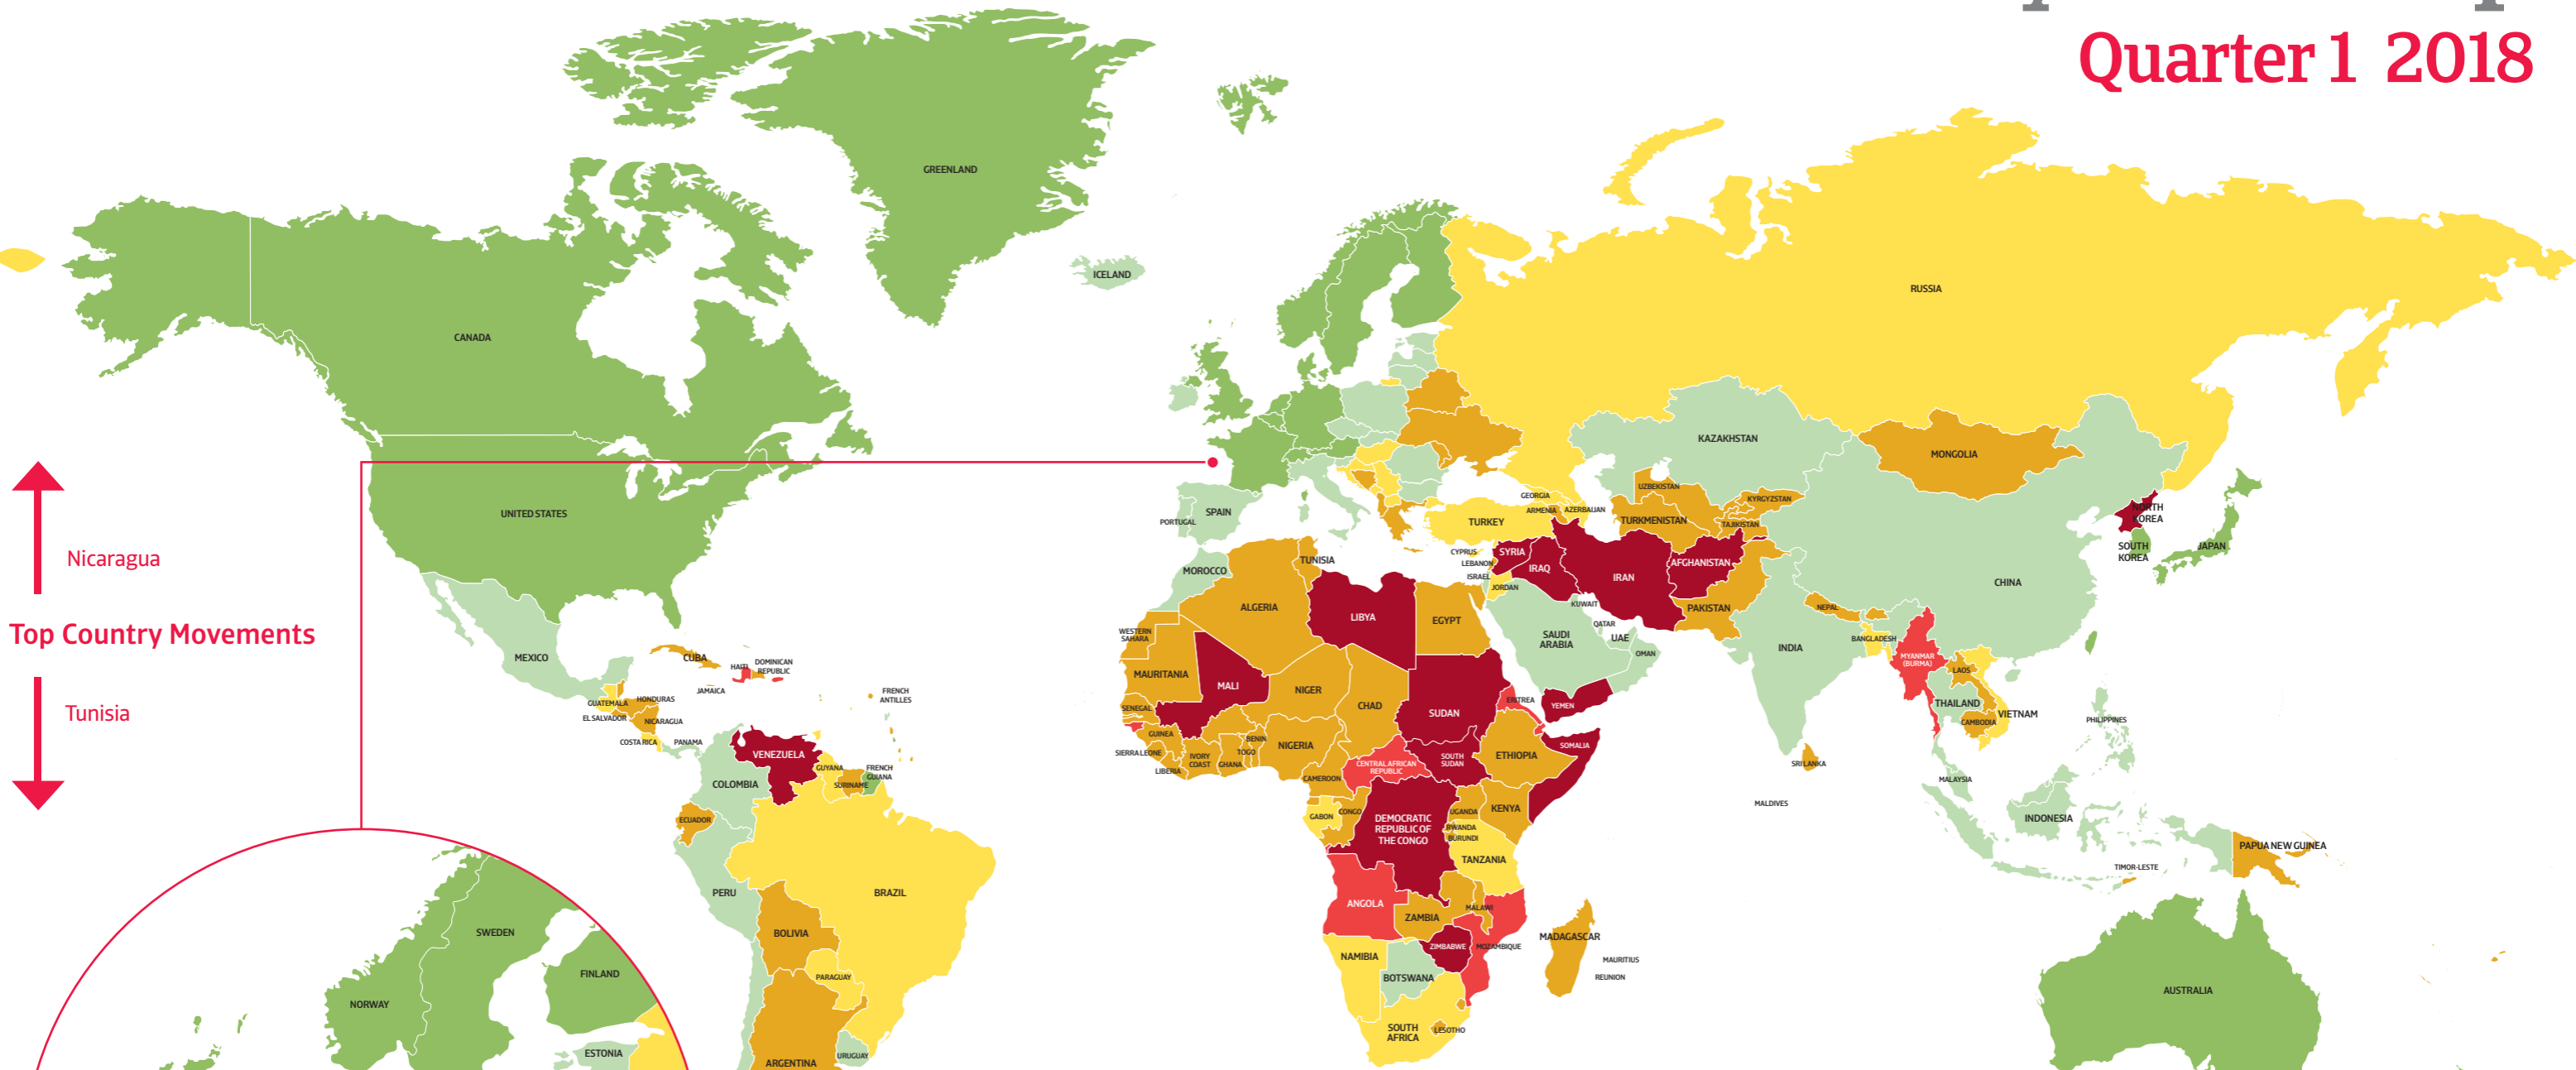 Quarter 1 2018
GREENLAND
ICELAND
RUSSIA
CANADA
KAZAKHSTAN
MONGOLIA
UNITED STATES
Nicaragua
Top Country Movements
Tunisia
MEXICO
CUBA
HAITI
DOMINICAN
REPUBLIC
JAMAICA
FRENCH
ANTILLES
GUATEMALA
HONDURAS
EL SALVADOR
NICARAGUA
COSTA RICA
PANAMA
VENEZUELA
GUYANA
FRENCH
GUIANA
SURINAME
COLOMBIA
ECUADOR
PERU
BRAZIL
BOLIVIA
PARAGUAY
ARGENTINA
URUGUAY
PORTUGAL
SPAIN
GEORGIA
ARMENIA
AZERBAIJAN
UZBEKISTAN
KYRGYZSTAN
TURKEY
TURKMENISTAN
TAJIKISTAN
CYPRUS
SYRIA
LEBANON
ISRAEL
JORDAN
IRAQ
IRAN
AFGHANISTAN
KUWAIT
PAKISTAN
QATAR
SAUDI
ARABIA
UAE
OMAN
YEMEN
NEPAL
BANGLADESH
INDIA
SRI LANKA
MALDIVES
CHINA
NORTH
KOREA
SOUTH
KOREA
JAPAN
MYANMAR
(BURMA)
LAOS
THAILAND
VIETNAM
CAMBODIA
PHILIPPINES
MALAYSIA
INDONESIA
PAPUA NEW GUINEA
TIMOR-LESTE
AUSTRALIA
MOROCCO
TUNISIA
ALGERIA
LIBYA
EGYPT
WESTERN
SAHARA
MAURITANIA
MALI
NIGER
CHAD
SUDAN
ERITREA
SENEGAL
GUINEA
SIERRA LEONE
LIBERIA
IVORY
COAST
GHANA
TOGO
BENIN
NIGERIA
CAMEROON
CENTRAL AFRICAN
REPUBLIC
SOUTH
SUDAN
ETHIOPIA
SOMALIA
GABON
CONGO
DEMOCRATIC
REPUBLIC OF
THE CONGO
UGANDA
KENYA
RWANDA
BURUNDI
TANZANIA
ANGOLA
ZAMBIA
MALAWI
ZIMBABWE
MOZAMBIQUE
MADAGASCAR
MAURITIUS
REUNION
NAMIBIA
BOTSWANA
SOUTH
AFRICA
LESOTHO
SWEDEN
FINLAND
NORWAY
ESTONIA